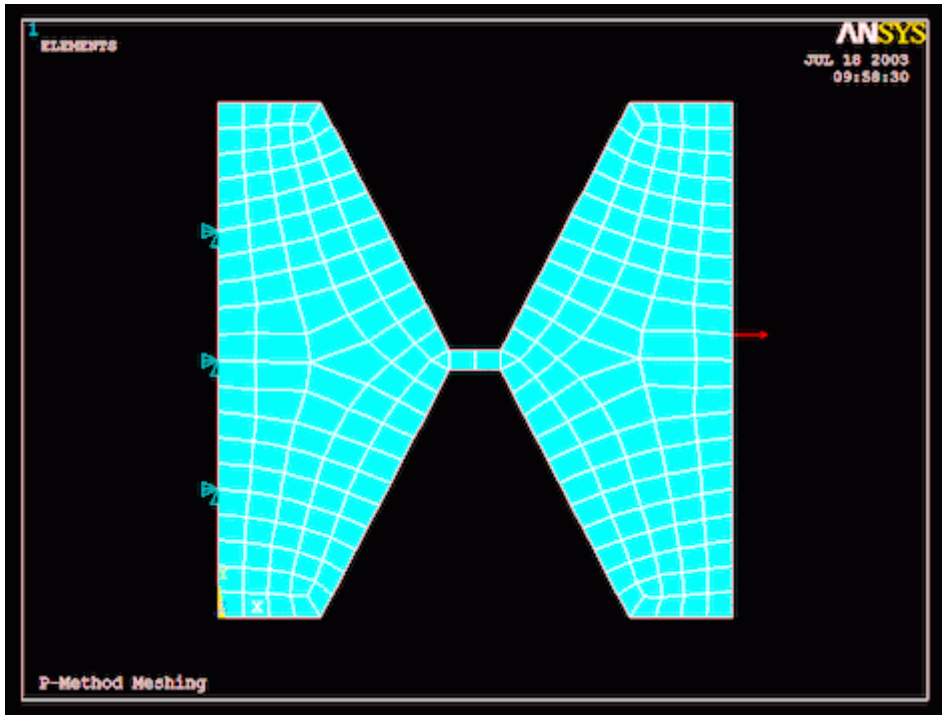 1
ELEMENTS
ANSYS
JUL 18 2003
09:58:30
Y
X
P-Method Meshing